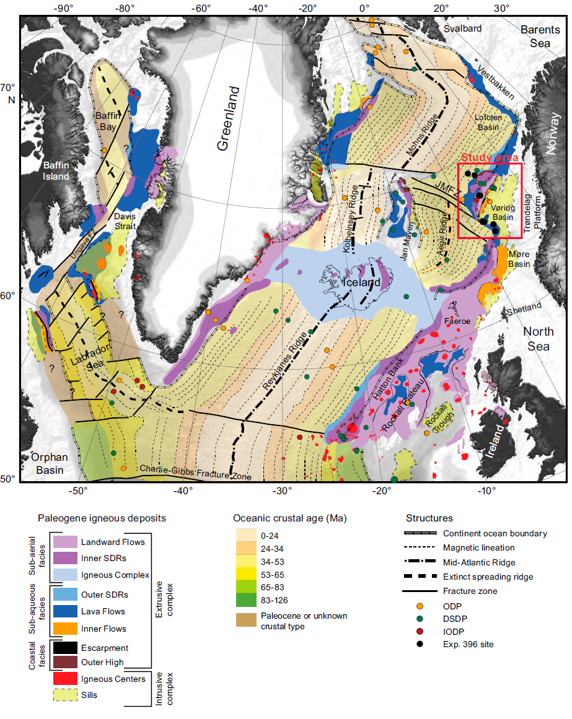 -90° -80° -60° -40° -20° 0° 20° 30°
Svalbard
Barents
Sea
70°
N
Vestbakken
Greenland
Baffin
Bay
Lofoten
Basin
Norway
Mohns Ridge
Baffin
Island
?
Study area
JMF
Kolbeinsey Ridge
Vøring
Basin
Trøndelag
Platform
Davis
Strait
Jan Mayen
Aegir Ridge
Ungava FZ
Møre
Basin
Iceland
60°
Shetland
?
Faeroe
North
Sea
Labrador
Sea
Reykjanes Ridge
?
Hatton Bank
Rockall Plateau
?
Rockall
Trough
Ireland
Orphan
Basin
Charlie-Gibbs Fracture Zone
50°
-50° -40° -30° -20° -10°
Paleogene igneous deposits
Sub-aerial
facies
Landward Flows
Inner SDRs
Igneous Complex
Sub-aqueous
facies
Outer SDRs
Lava Flows
Inner Flows
Coastal
facies
Escarpment
Outer High
Extrusive
complex
Igneous Centers
Sills
Intrusive
complex
Oceanic crustal age (Ma)
0-24
24-34
34-53
53-65
65-83
83-126
Paleocene or unknown
crustal type
Structures
Continent ocean boundary
Magnetic lineation
Mid-Atlantic Ridge
Extinct spreading ridge
Fracture zone
ODP
DSDP
IODP
Exp. 396 site